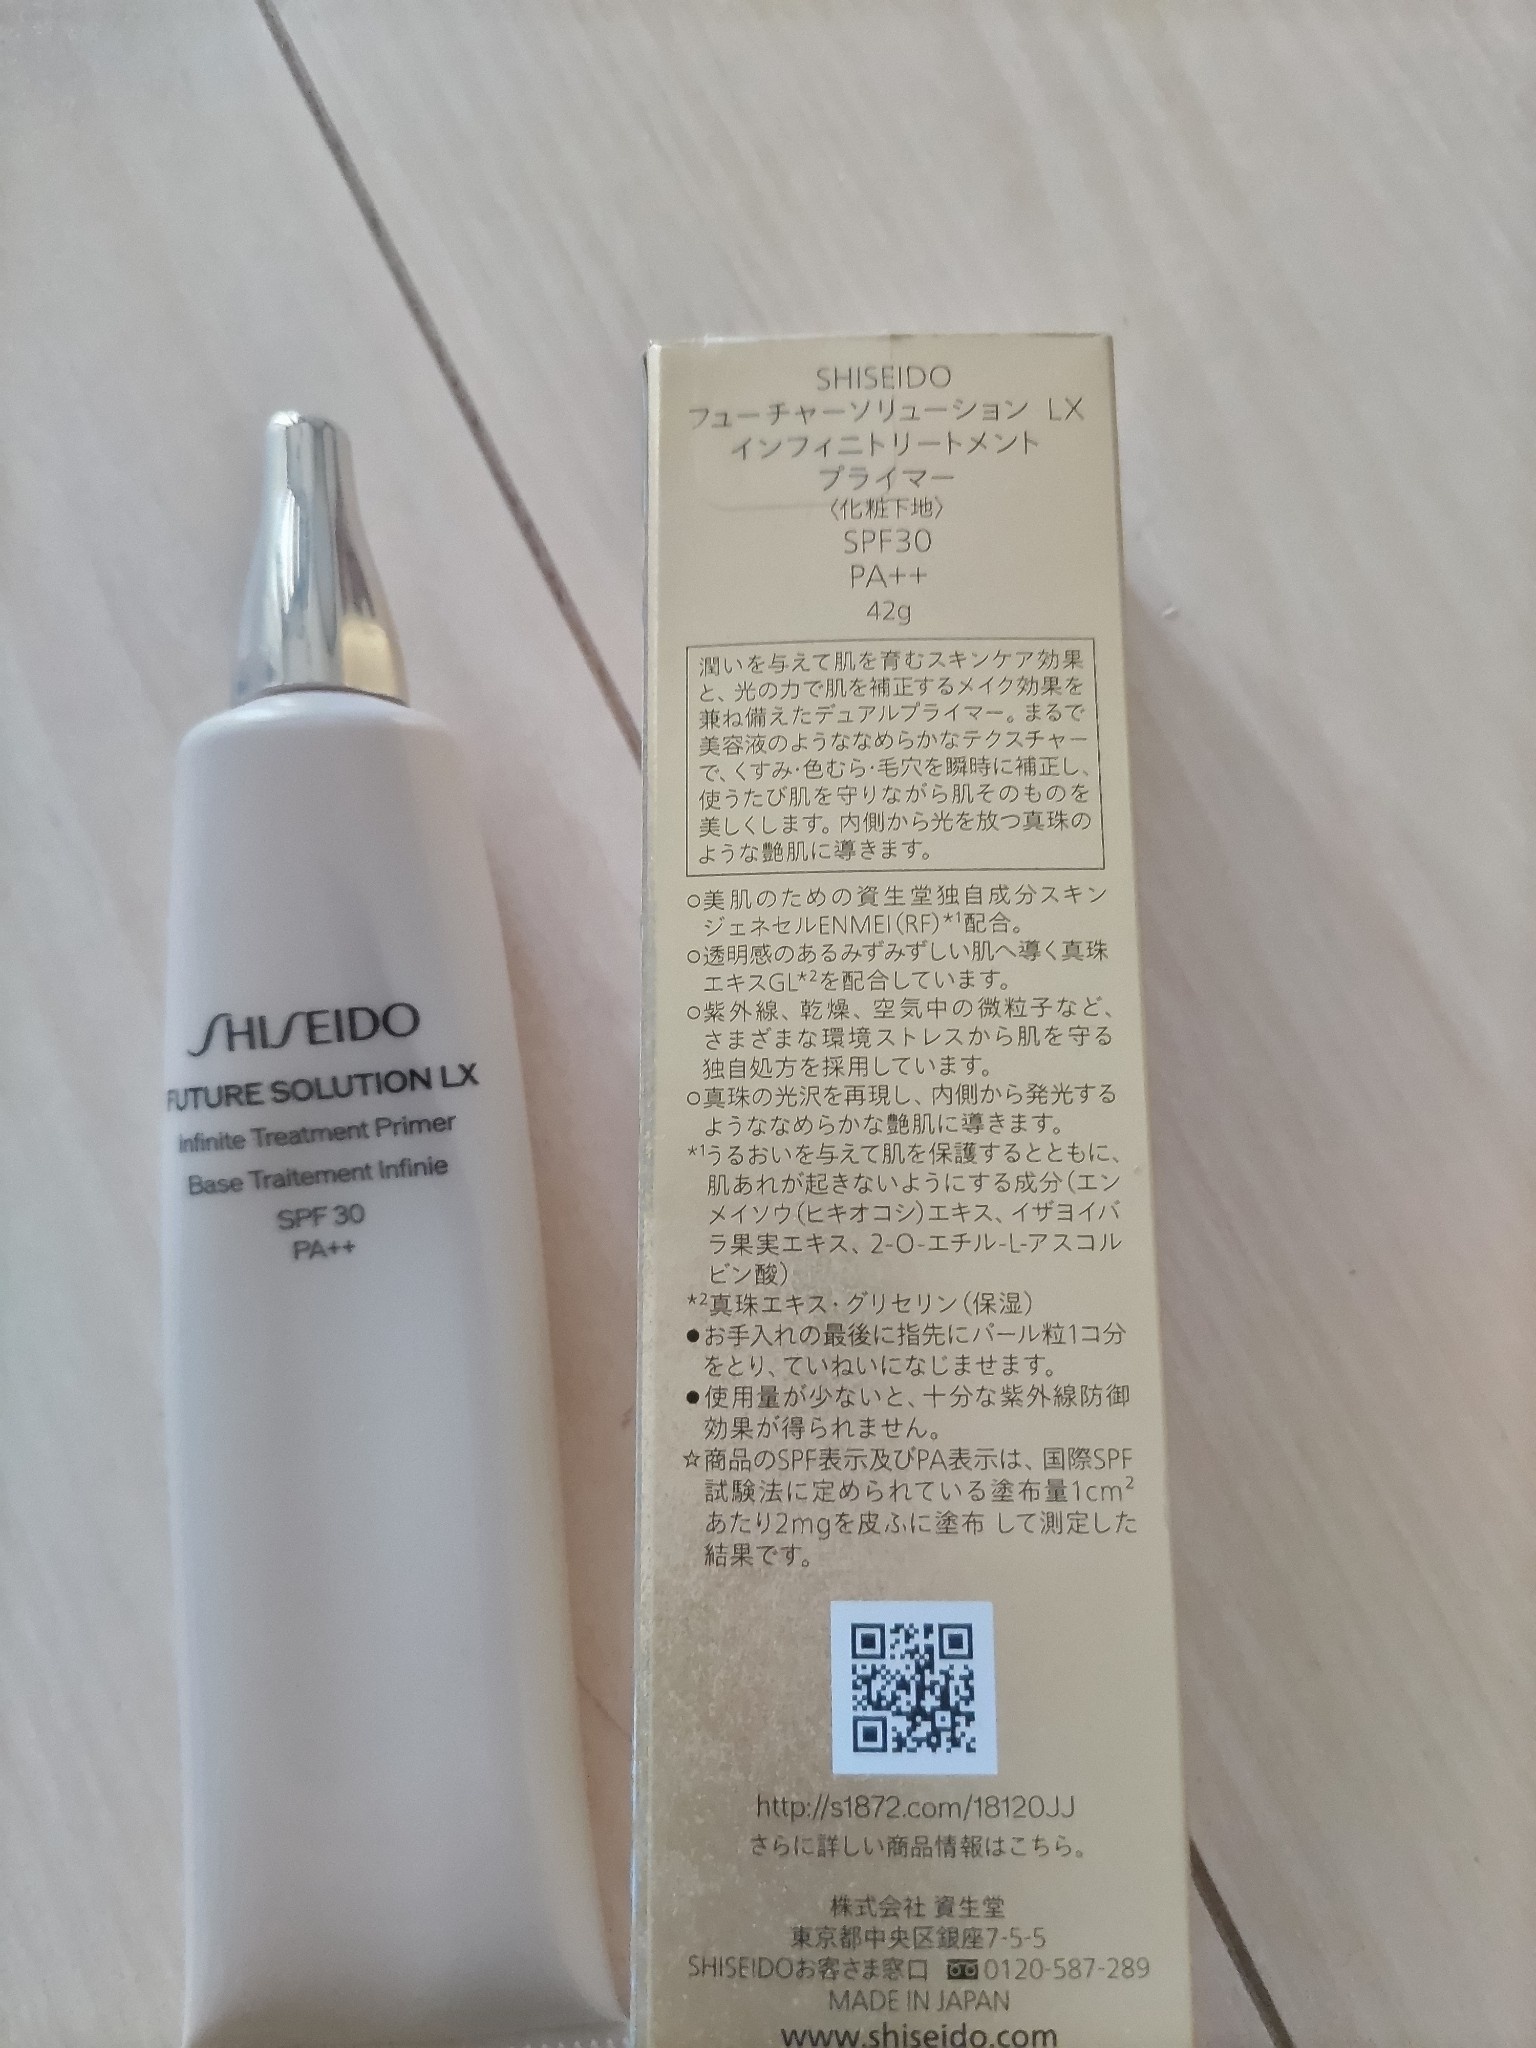 SHISEIDO
FUTURE SOLUTION LX
Infinite Treatment Primer
Base Traitement Infinie
SPF 30
PA++
SHISEIDO
フューチャーソリューション LX
インフィニトリートメント
プライマー
〈化粧下地〉
SPF30
PA++
42g
潤いを与えて肌を育むスキンケア効果
と、光の力で肌を補正するメイク効果を
兼ね備えたデュアルプライマー。まるで
美容液のようななめらかなテクスチャー
で、くすみ・色むら・毛穴を瞬時に補正し、
使うたび肌を守りながら肌そのものを
美しくします。内側から光を放つ真珠の
ような艶肌に導きます。
○美肌のための資生堂独自成分スキン
ジェネセルENMEI(RF)*1配合。
○透明感のあるみずみずしい肌へ導く真珠
エキスGL*2を配合しています。
○紫外線、乾燥、空気中の微粒子など、
さまざまな環境ストレスから肌を守る
独自処方を採用しています。
○真珠の光沢を再現し、内側から発光する
ようななめらかな艶肌に導きます。
*1うるおいを与えて肌を保護するとともに、
肌あれが起きないようにする成分(エン
メイソウ(ヒキオコシ)エキス、イザヨイバ
ラ果実エキス、2-O-エチル-L-アスコル
ビン酸)
*2真珠エキス・グリセリン(保湿)
●お手入れの最後に指先にパール粒1コ分
をとり、ていねいになじませます。
●使用量が少ないと、十分な紫外線防御
効果が得られません。
☆商品のSPF表示及びPA表示は、国際SPF
試験法に定められている塗布量1cm2
あたり2mgを皮ふに塗布 して測定した
結果です。
http://s1872.com/18120JJ
さらに詳しい商品情報はこちら。
株式会社 資生堂
東京都中央区銀座7-5-5
SHISEIDOお客さま窓口 0120-587-289
MADE IN JAPAN
www.shiseido.com